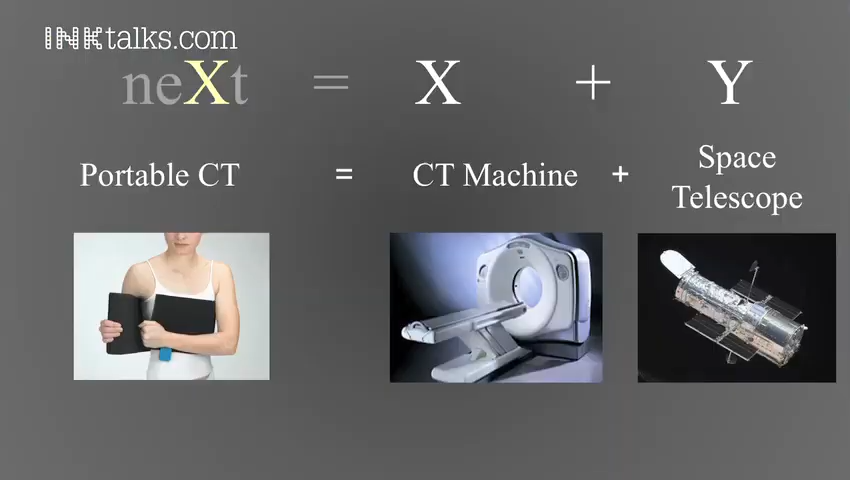 INKtalks.com
neXt = X + Y
Portable CT = CT Machine + Space Telescope